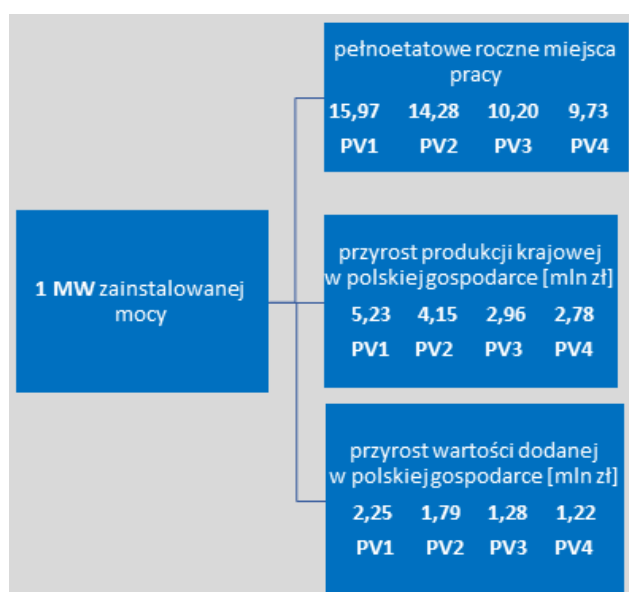 pełnoetatowe roczne miejsca
pracy
15,97 14,28 10,20 9,73
PV1 PV2 PV3 PV4
1 MW zainstalowanej
mocy
przyrost produkcji krajowej
w polskiej gospodarce [mln zł]
5,23 4,15 2,96 2,78
PV1 PV2 PV3 PV4
przyrost wartości dodanej
w polskiej gospodarce [mln zł]
2,25 1,79 1,28 1,22
PV1 PV2 PV3 PV4